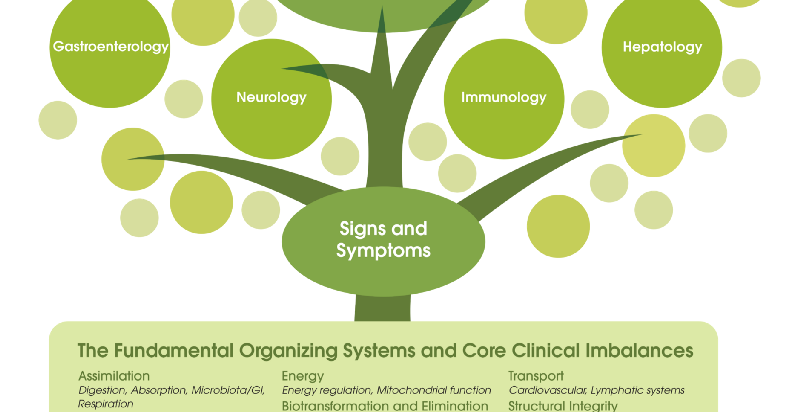 Gastroenterology
Hepatology
Neurology
Immunology
Signs and
Symptoms
The Fundamental Organizing Systems and Core Clinical Imbalances
Assimilation
Digestion, Absorption, Microbiota/GI,
Respiration
Energy
Energy regulation, Mitochondrial function
Biotransformation and Elimination
Transport
Cardiovascular, Lymphatic systems
Structural Integrity